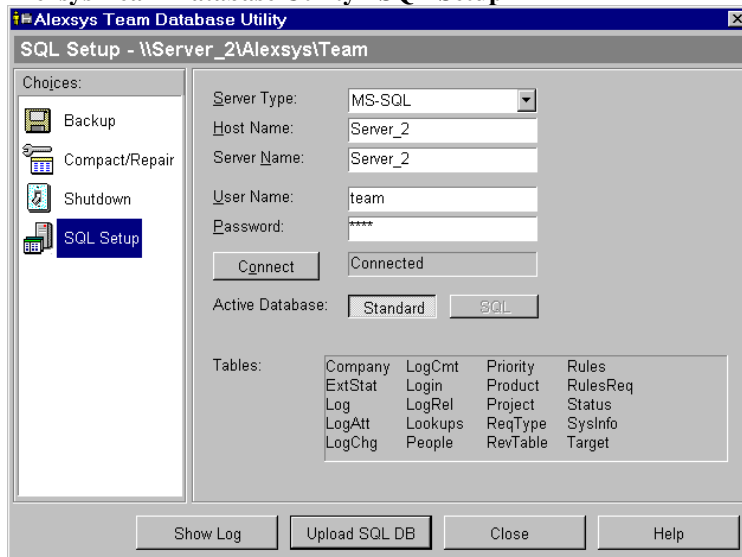 Alexsys Team Database Utility
SQL Setup - \\Server_2\Alexsys\Team
Choices:
Backup
Compact/Repair
Shutdown
SQL Setup
Server Type: MS-SQL
Host Name: Server_2
Server Name: Server_2
User Name: team
Password: ****
Connect Connected
Active Database: Standard SQL
Tables: Company LogCmt Priority Rules
ExtStat Login Product RulesReq
Log LogRel Project Status
LogAtt Lookups ReqType SysInfo
LogChg People RevTable Target
Show Log Upload SQL DB Close Help